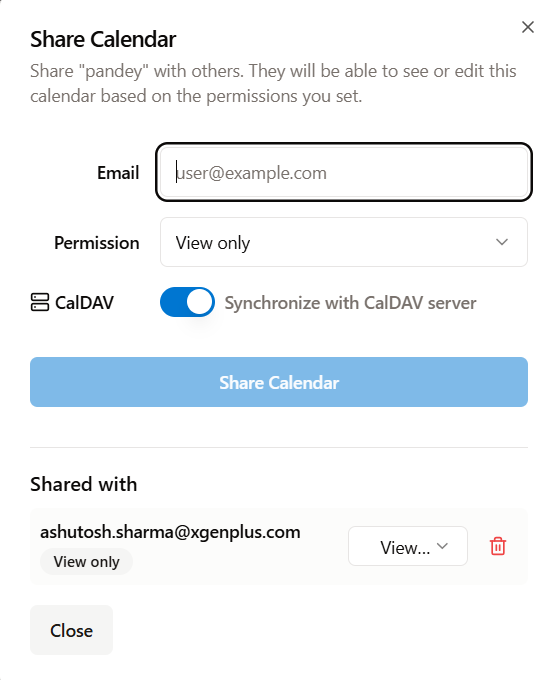 Share Calendar
Share "pandey" with others. They will be able to see or edit this
calendar based on the permissions you set.
Email
user@example.com
Permission
View only
CalDAV
Synchronize with CalDAV server
Share Calendar
Shared with
ashutosh.sharma@xgenplus.com
View only
View...
Close